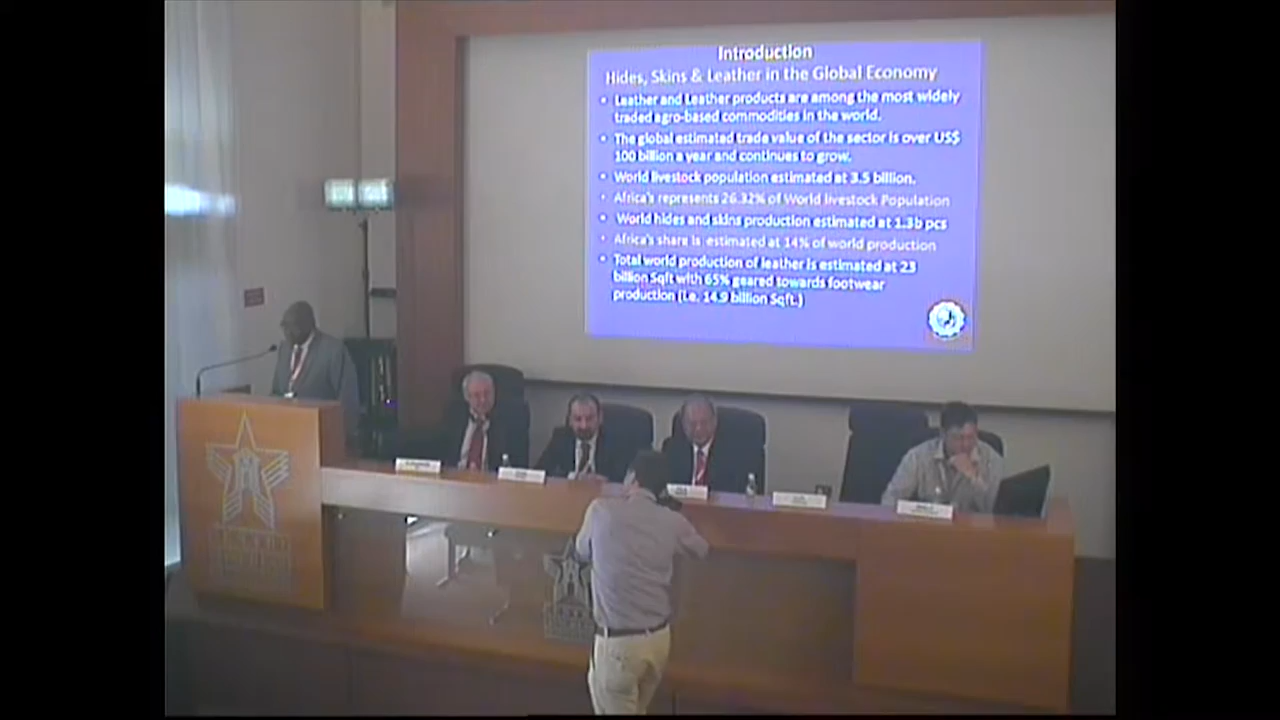 Introduction
Hides, Skins & Leather in the Global Economy
• Leather and Leather products are among the most widely
traded agro-based commodities in the world.
• The global estimated trade value of the sector is over US$
100 billion a year and continues to grow.
• World livestock population estimated at 3.5 billion.
• Africa's represents 26.32% of World livestock Population
• World hides and skins production estimated at 1.3b pcs
• Africa's share is estimated at 14% of world production
• Total world production of leather is estimated at 23
billion Sqft with 65% geared towards footwear
production (i.e. 14.9 billion Sqft.)